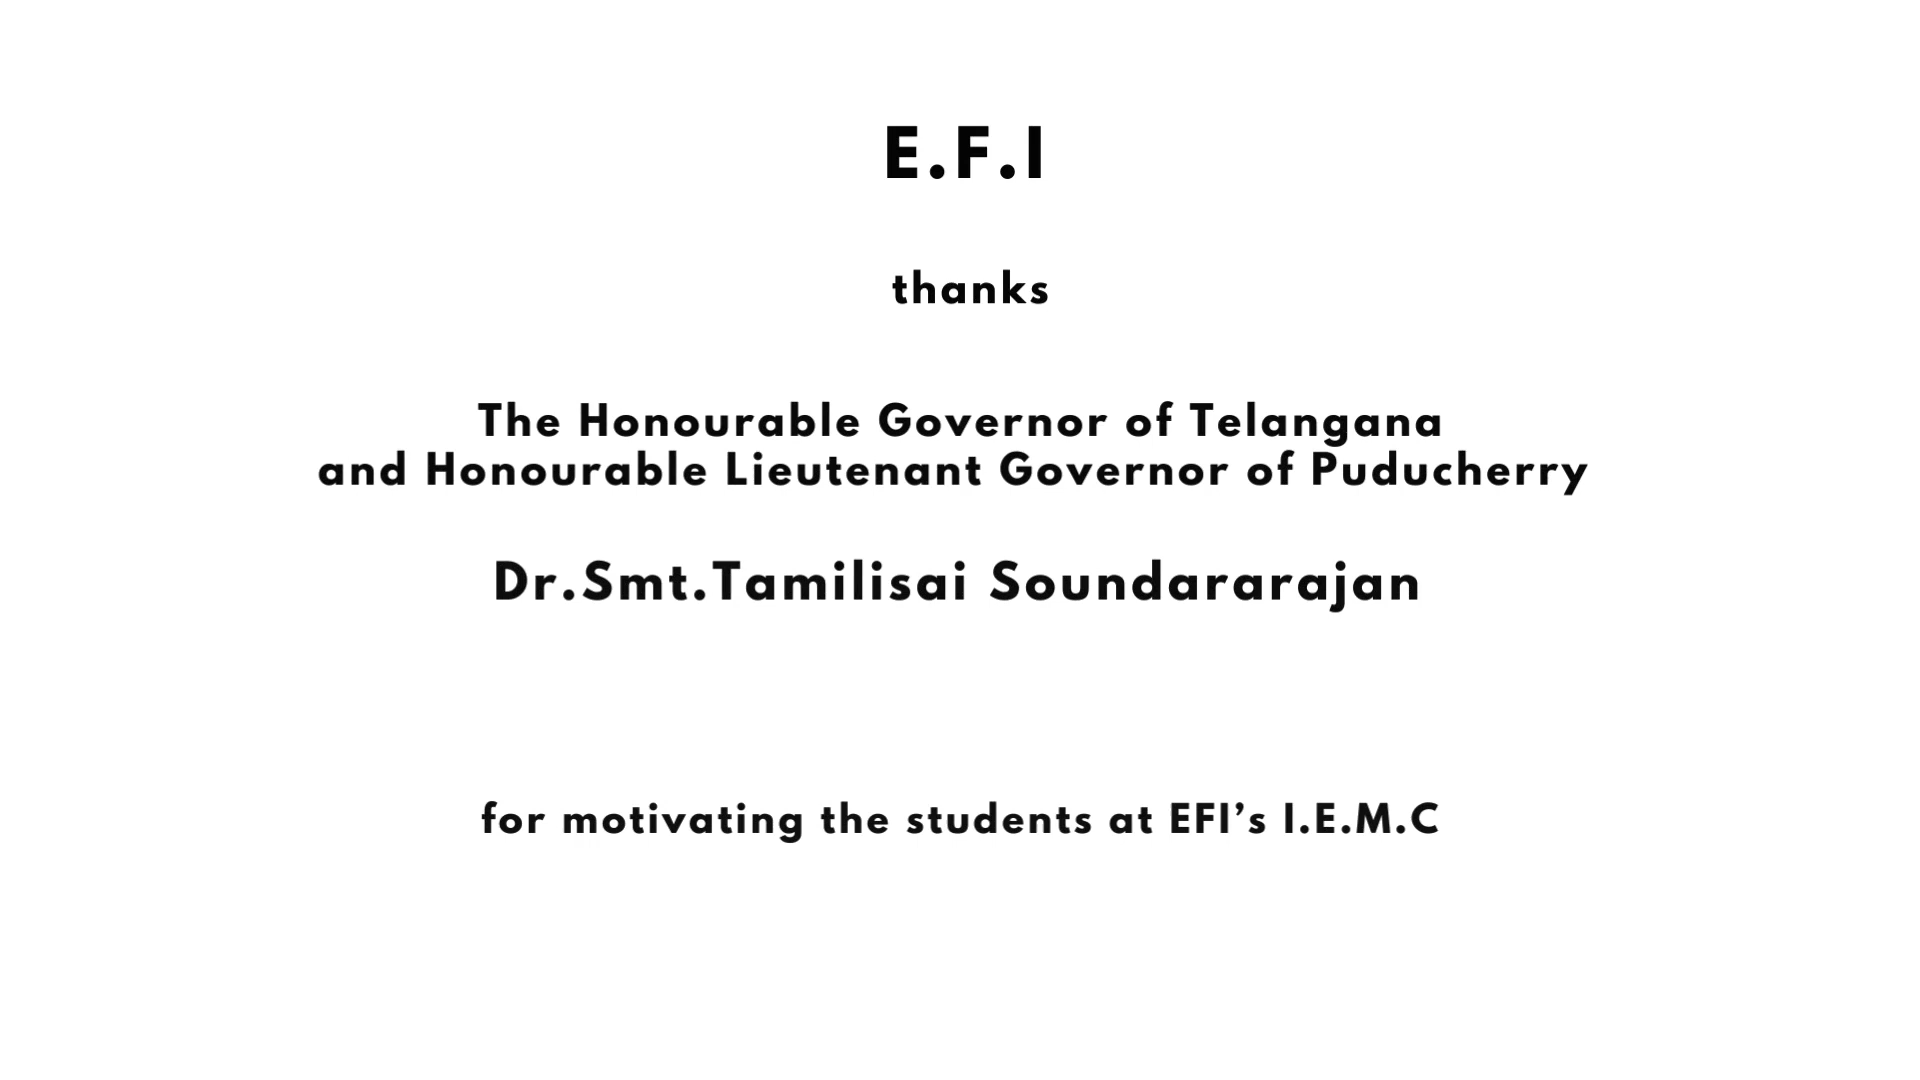 E.F.I
thanks
The Honourable Governor of Telangana
and Honourable Lieutenant Governor of Puducherry
Dr.Smt.Tamilisai Soundararajan
for motivating the students at EFI’s I.E.M.C